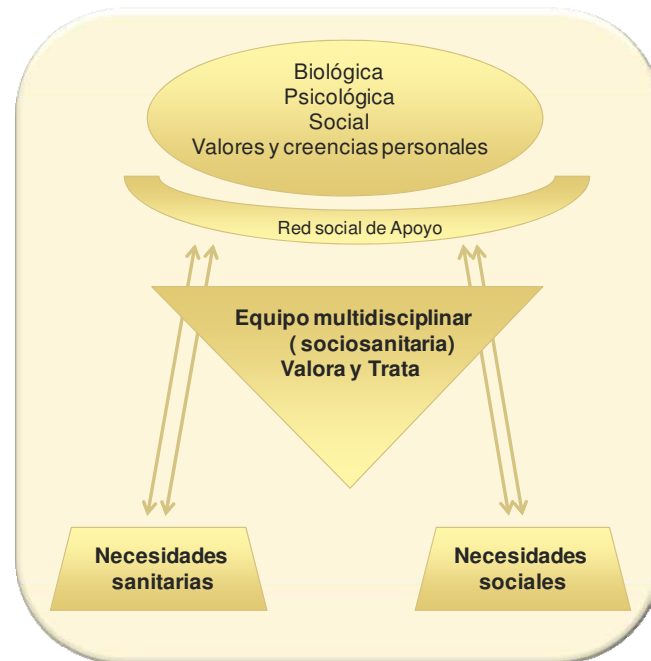 Biológica
Psicológica
Social
Valores y creencias personales
Red social de Apoyo
Equipo multidisciplinar
( sociosanitaria)
Valora y Trata
Necesidades
sanitarias
Necesidades
sociales